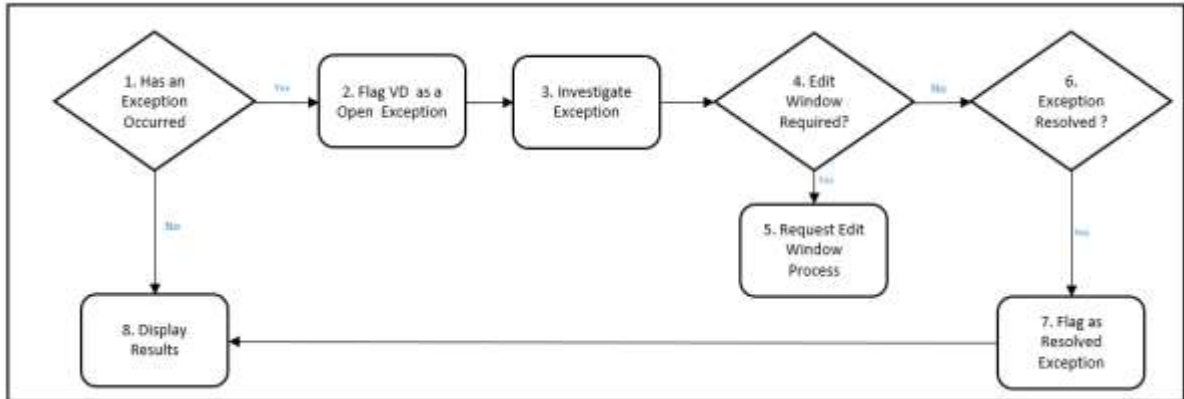 1. Has an
Exception
Occurred
Yes
2. Flag VD as a
Open Exception
3. Investigate
Exception
4. Edit
Window
Required?
No
6.
Exception
Resolved ?
Yes
5. Request Edit
Window
Process
Yes
No
8. Display
Results
7. Flag as
Resolved
Exception